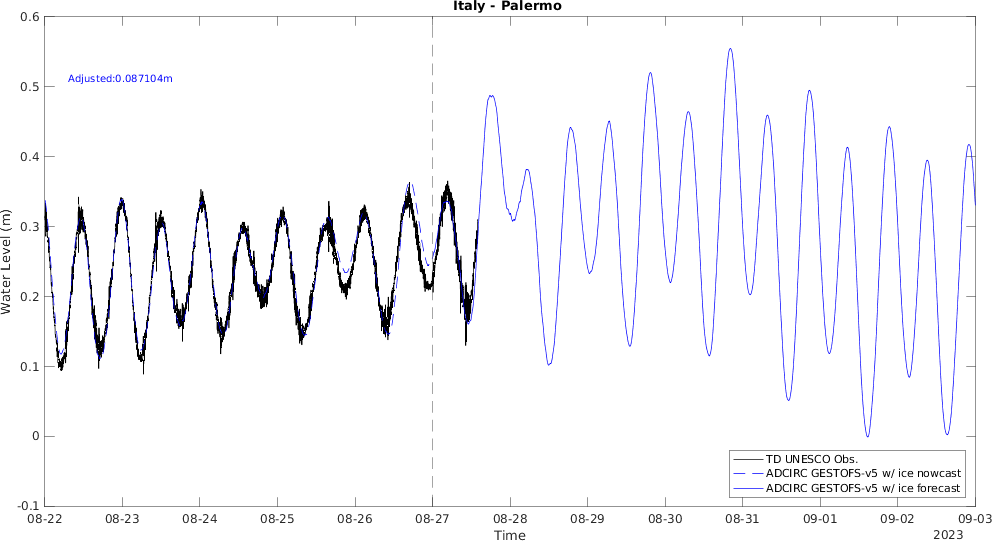 Italy - Palermo
Adjusted:0.087104m
Water Level (m)
0.6
0.5
0.4
0.3
0.2
0.1
0
-0.1
08-22 08-23 08-24 08-25 08-26 08-27 08-28 08-29 08-30 08-31 09-01 09-02 09-03
Time
2023
TD UNESCO Obs.
ADCIRC GESTOFS-v5 w/ ice nowcast
ADCIRC GESTOFS-v5 w/ ice forecast